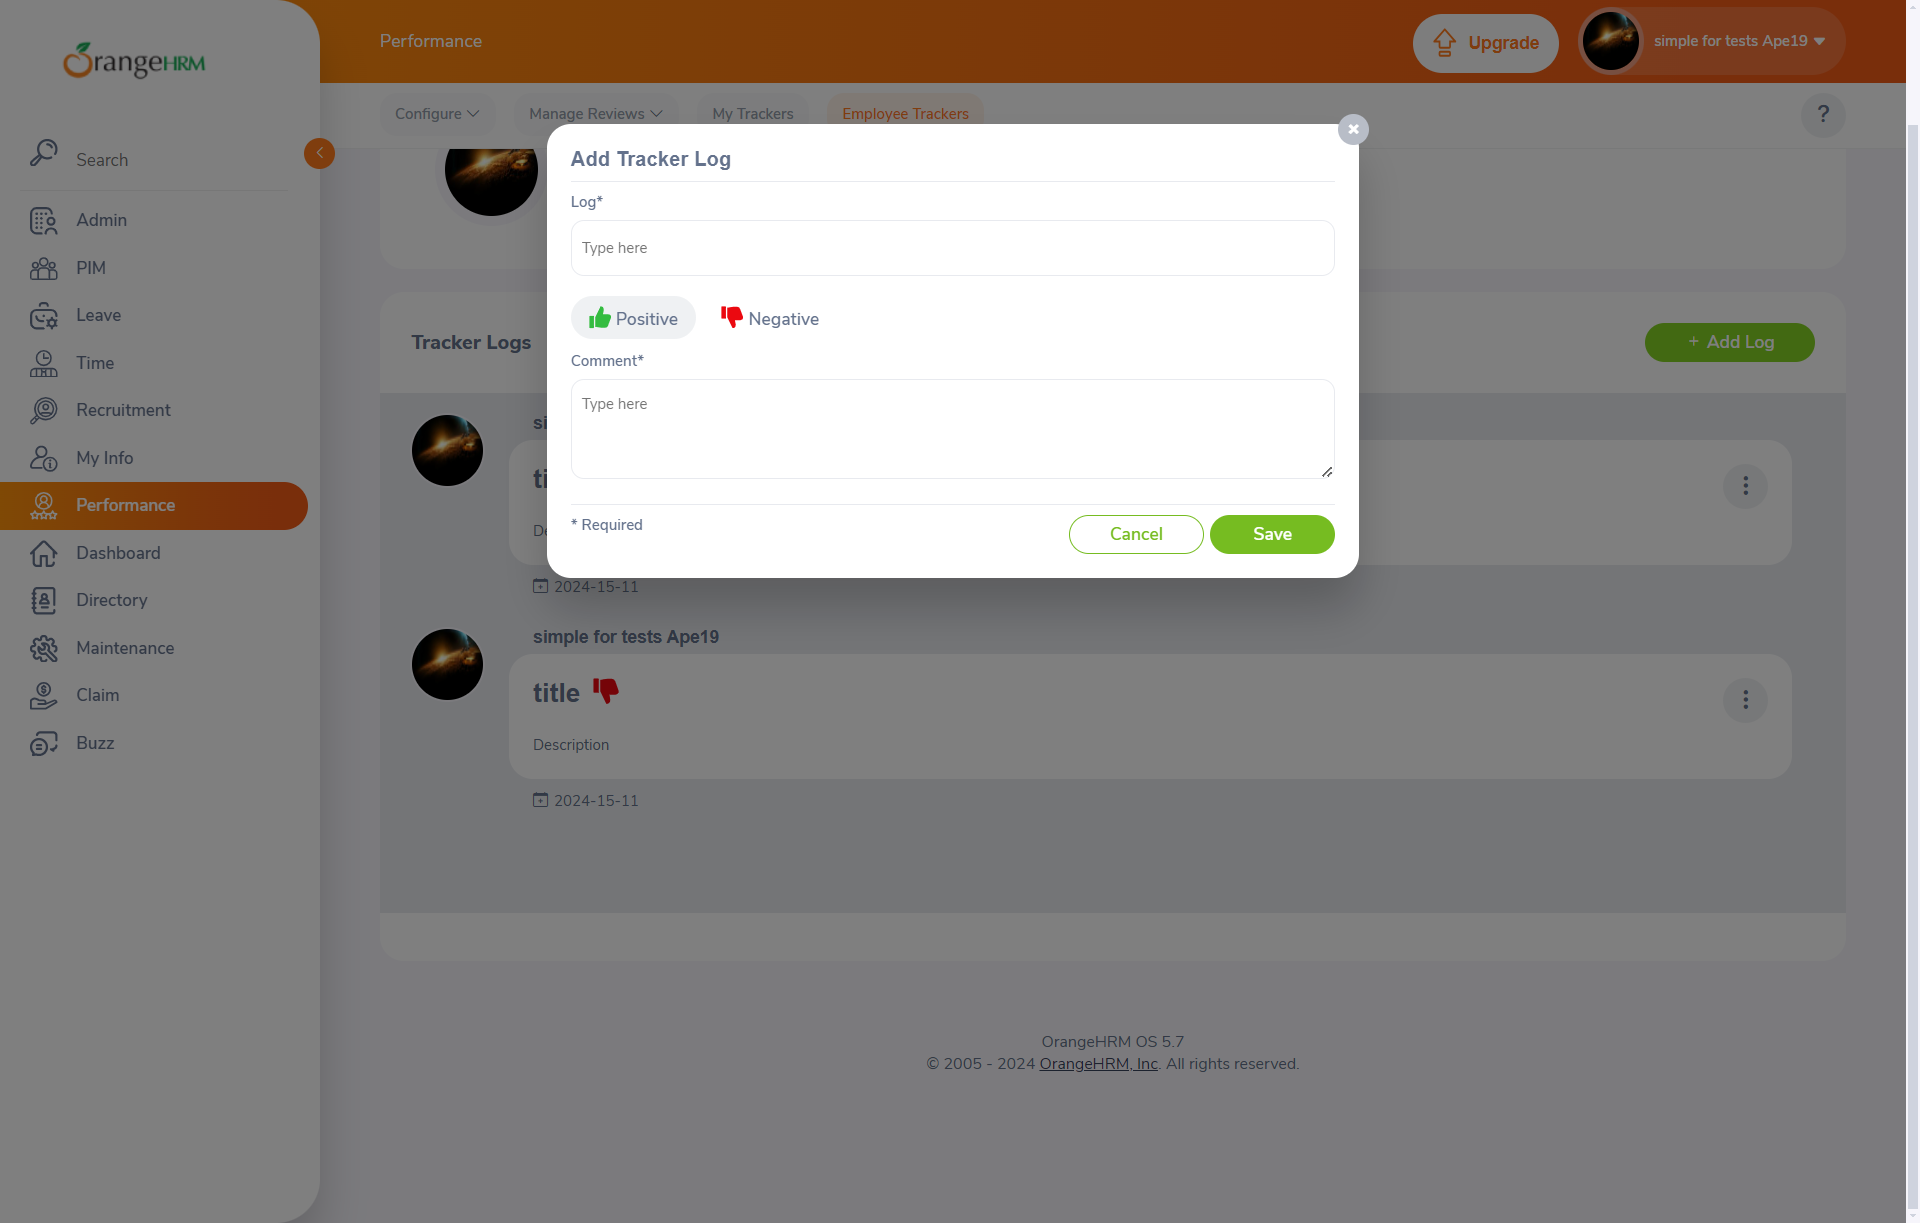 OrangeHRM
Performance
Upgrade
simple for tests Ape19
Configure
Manage Reviews
My Trackers
Employee Trackers
?
Search
Admin
PIM
Leave
Time
Recruitment
My Info
Performance
Dashboard
Directory
Maintenance
Claim
Buzz
Add Tracker Log
Log*
Type here
Positive
Negative
Comment*
Type here
* Required
Cancel
Save
Tracker Logs
+ Add Log
2024-15-11
simple for tests Ape19
title
Description
2024-15-11
OrangeHRM OS 5.7
© 2005 - 2024 OrangeHRM, Inc. All rights reserved.